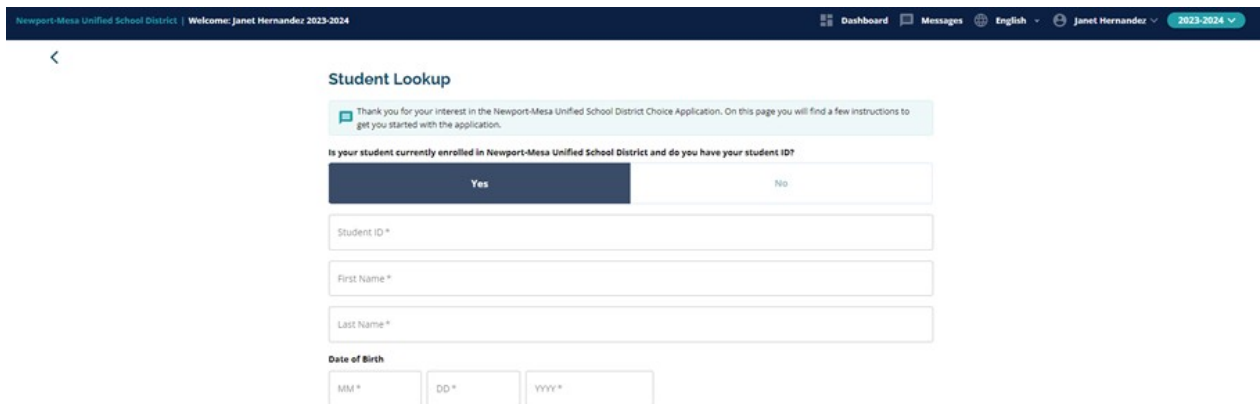 Newport-Mesa Unified School District | Welcome: Janet Hernandez 2023-2024
Dashboard Messages English Janet Hernandez 2023-2024
Student Lookup
Thank you for your interest in the Newport-Mesa Unified School District Choice Application. On this page you will find a few instructions to
get you started with the application.
Is your student currently enrolled in Newport-Mesa Unified School District and do you have your student ID?
Yes No
Student ID *
First Name *
Last Name *
Date of Birth
MM * DD * YYYY *